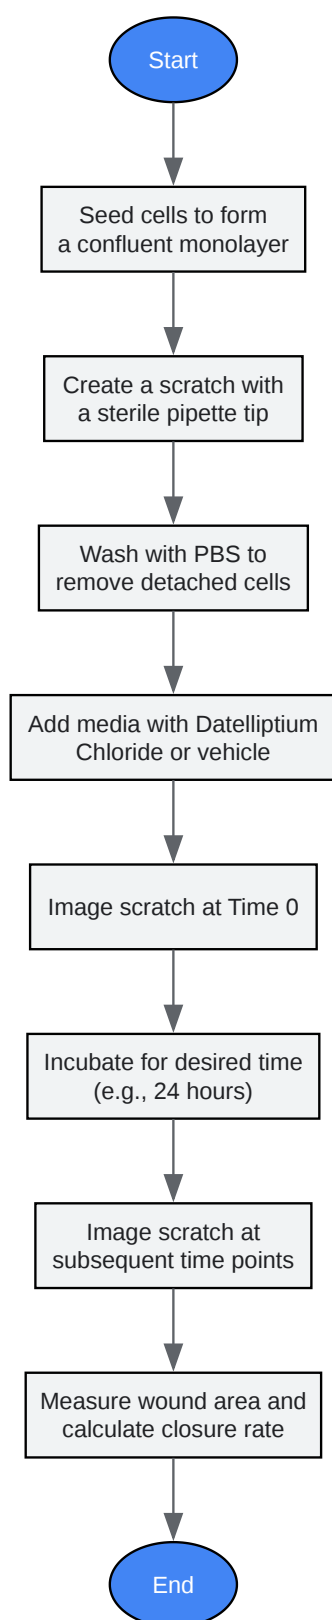 Start
Seed cells to form
a confluent monolayer
Create a scratch with
a sterile pipette tip
Wash with PBS to
remove detached cells
Add media with Datelliptium
Chloride or vehicle
Image scratch at Time 0
Incubate for desired time
(e.g., 24 hours)
Image scratch at
subsequent time points
Measure wound area and
calculate closure rate
End